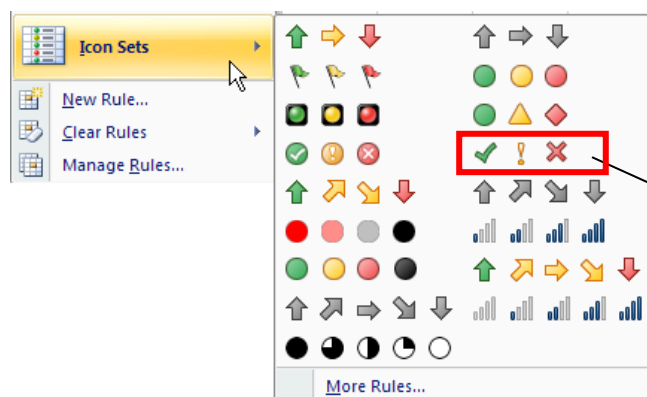 Icon Sets
New Rule...
Clear Rules
Manage Rules...
More Rules...